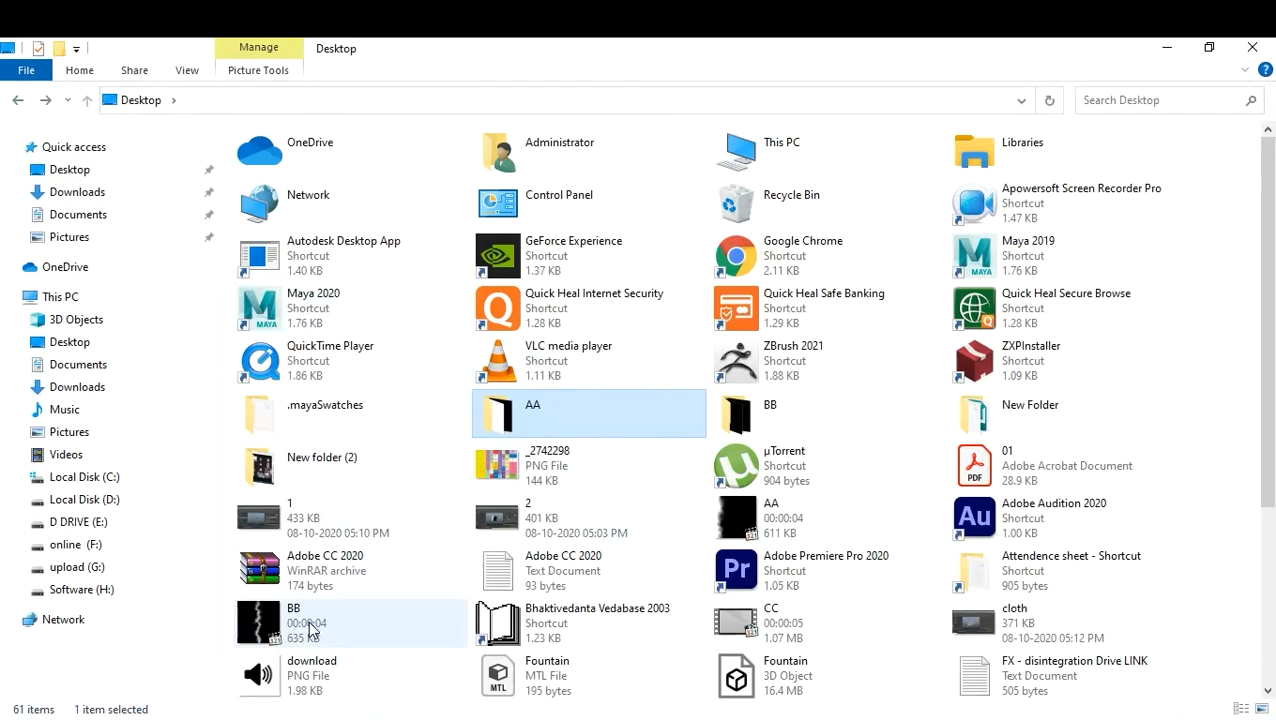 Manage
Desktop
File
Home
Share
View
Picture Tools
Desktop
Search Desktop
Quick access
Desktop
Downloads
Documents
Pictures
OneDrive
This PC
3D Objects
Desktop
Documents
Downloads
Music
Pictures
Videos
Local Disk (C:)
Local Disk (D:)
D DRIVE (E:)
online (F:)
upload (G:)
Software (H:)
Network
OneDrive
Administrator
This PC
Libraries
Network
Control Panel
Recycle Bin
Apowersoft Screen Recorder Pro
Shortcut
1.47 KB
Autodesk Desktop App
Shortcut
1.40 KB
GeForce Experience
Shortcut
1.37 KB
Google Chrome
Shortcut
2.11 KB
MAYA
Maya 2019
Shortcut
1.76 KB
MAYA
Maya 2020
Shortcut
1.76 KB
Quick Heal Internet Security
Shortcut
1.28 KB
Quick Heal Safe Banking
Shortcut
1.29 KB
Quick Heal Secure Browse
Shortcut
1.28 KB
QuickTime Player
Shortcut
1.86 KB
VLC media player
Shortcut
1.11 KB
ZBrush 2021
Shortcut
1.88 KB
ZXPInstaller
Shortcut
1.09 KB
.mayaSwatches
AA
BB
New Folder
New folder (2)
_2742298
PNG File
144 KB
µTorrent
Shortcut
904 bytes
PDF
01
Adobe Acrobat Document
28.9 KB
1
433 KB
08-10-2020 05:10 PM
2
401 KB
08-10-2020 05:03 PM
AA
00:00:04
611 KB
Au
Adobe Audition 2020
Shortcut
1.00 KB
Adobe CC 2020
WinRAR archive
174 bytes
Adobe CC 2020
Text Document
93 bytes
Pr
Adobe Premiere Pro 2020
Shortcut
1.05 KB
Attendence sheet - Shortcut
Shortcut
905 bytes
BB
00:00:04
635 KB
Bhaktivedanta Vedabase 2003
Shortcut
1.23 KB
CC
00:00:05
1.07 MB
cloth
371 KB
08-10-2020 05:12 PM
download
PNG File
1.98 KB
MTL
Fountain
MTL File
195 bytes
Fountain
3D Object
16.4 MB
FX - disintegration Drive LINK
Text Document
505 bytes
61 items
1 item selected